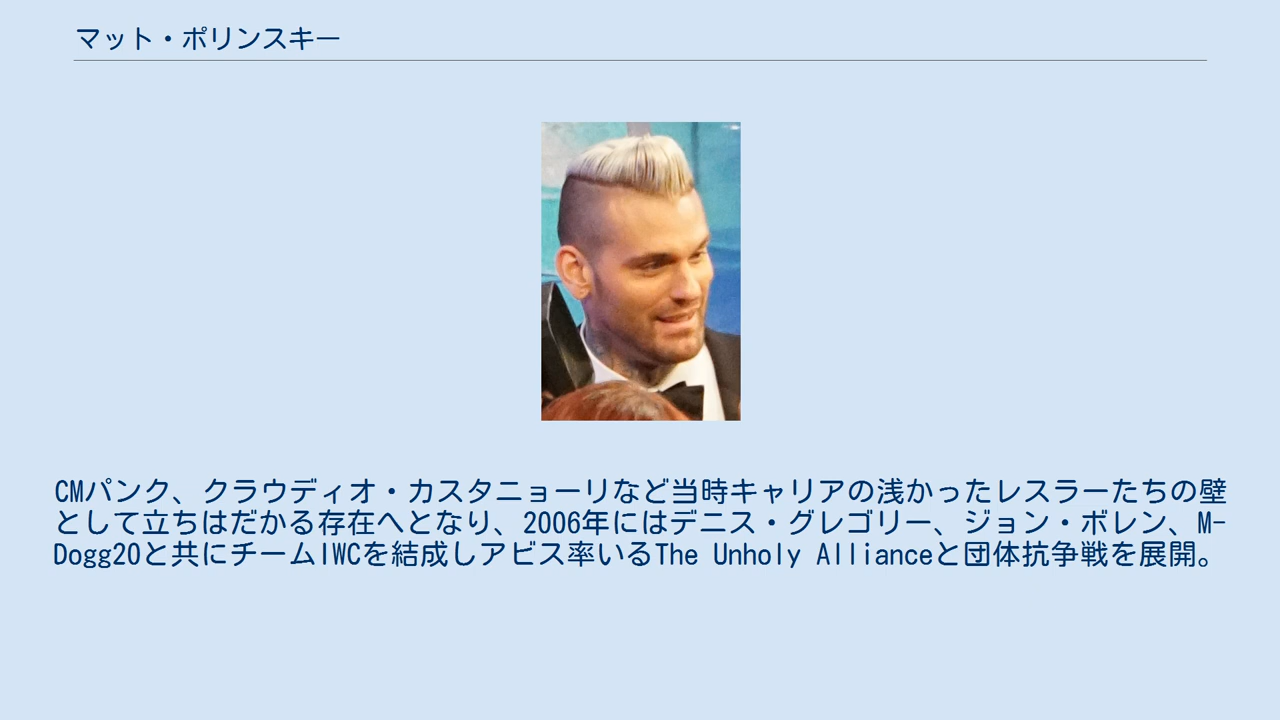 マット・ポリンスキー
CMパンク、クラウディオ・カスタニョーリなど当時キャリアの浅かったレスラーたちの壁
として立ちはだかる存在へとなり、2006年にはデニス・グレゴリー、ジョン・ボレン、M-
Dogg20と共にチームIWCを結成しアビス率いるThe Unholy Allianceと団体抗争戦を展開。